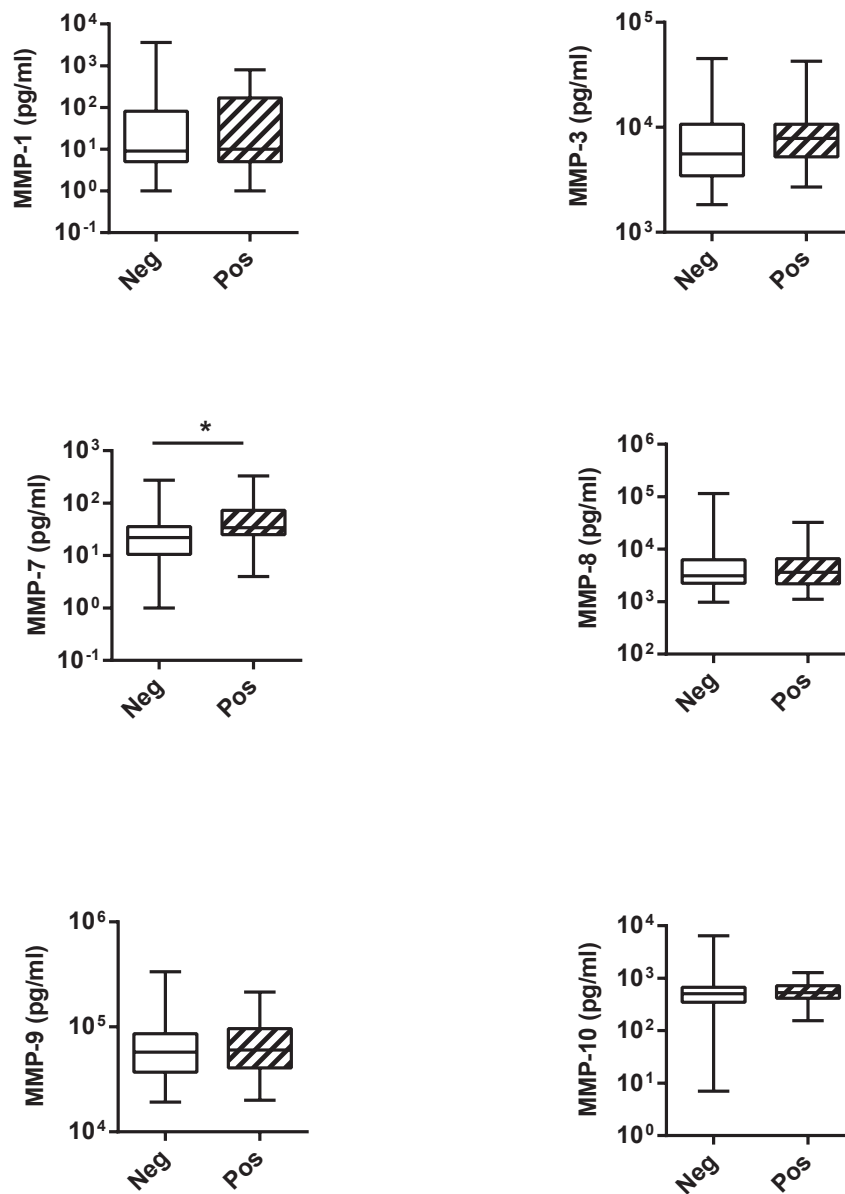 MMP-1 (pg/ml)
10⁴
10³
10²
10¹
10⁰
10⁻¹
Neg
Pos
MMP-3 (pg/ml)
10⁵
10⁴
10³
Neg
Pos
MMP-7 (pg/ml)
10³
10²
10¹
10⁰
10⁻¹
*
Neg
Pos
MMP-8 (pg/ml)
10⁶
10⁵
10⁴
10³
10²
Neg
Pos
MMP-9 (pg/ml)
10⁶
10⁵
10⁴
Neg
Pos
MMP-10 (pg/ml)
10⁴
10³
10²
10¹
10⁰
Neg
Pos